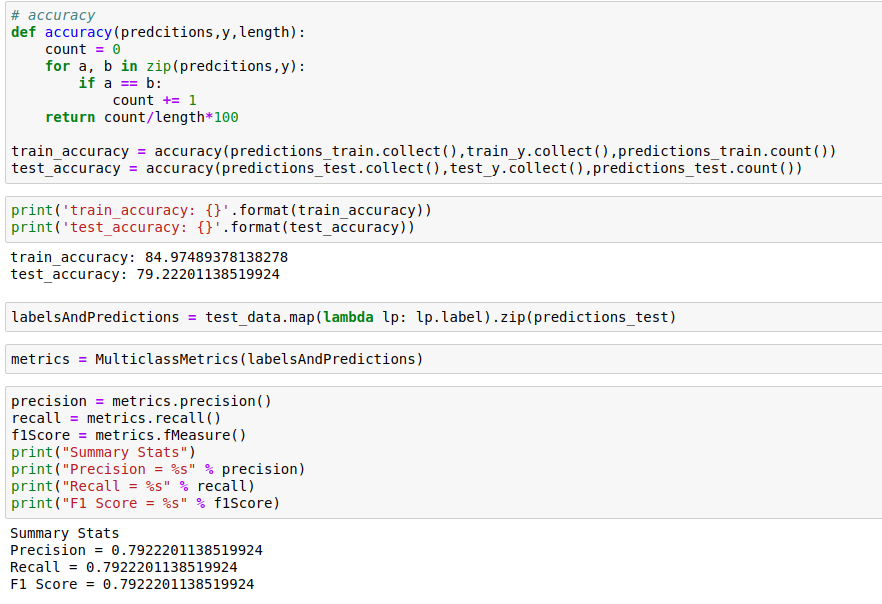 # accuracy
def accuracy(predcitions,y,length):
    count = 0
    for a, b in zip(predcitions,y):
        if a == b:
            count += 1
    return count/length*100

train_accuracy = accuracy(predictions_train.collect(),train_y.collect(),predictions_train.count())
test_accuracy = accuracy(predictions_test.collect(),test_y.collect(),predictions_test.count())
print('train_accuracy: {}'.format(train_accuracy))
print('test_accuracy: {}'.format(test_accuracy))
train_accuracy: 84.97489378138278
test_accuracy: 79.22201138519924
labelsAndPredictions = test_data.map(lambda lp: lp.label).zip(predictions_test)
metrics = MulticlassMetrics(labelsAndPredictions)
precision = metrics.precision()
recall = metrics.recall()
f1Score = metrics.fMeasure()
print("Summary Stats")
print("Precision = %s" % precision)
print("Recall = %s" % recall)
print("F1 Score = %s" % f1Score)
Summary Stats
Precision = 0.7922201138519924
Recall = 0.7922201138519924
F1 Score = 0.7922201138519924